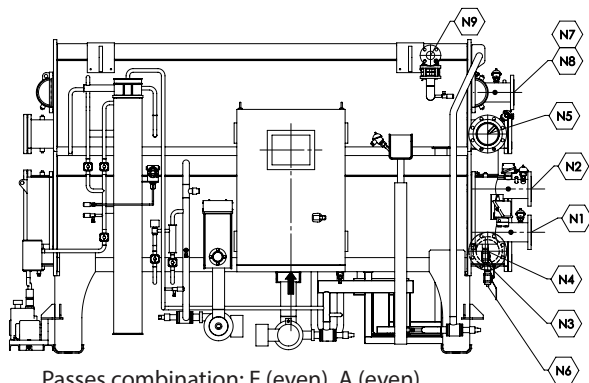 N9
N7
N8
N5
N2
N1
N4
N3
N6
Passes combination: E (even), A (even)